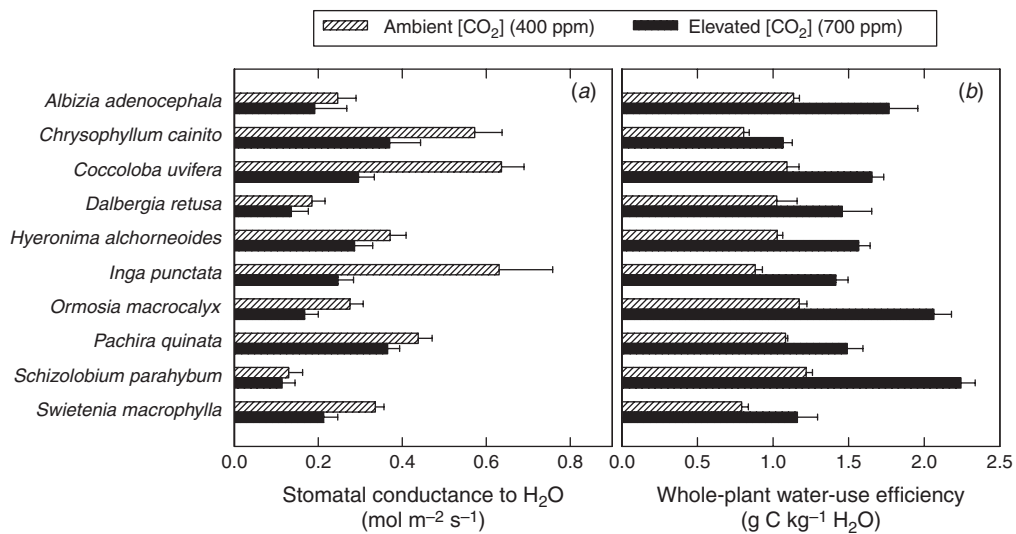 Ambient [CO₂] (400 ppm) Elevated [CO₂] (700 ppm)
(a)
(b)
Albizia adenocephala
Chrysophyllum cainito
Coccoloba uvifera
Dalbergia retusa
Hyeronima alchorneoides
Inga punctata
Ormosia macrocalyx
Pachira quinata
Schizolobium parahybum
Swietenia macrophylla
0.0 0.2 0.4 0.6 0.8
0.0 0.5 1.0 1.5 2.0 2.5
Stomatal conductance to H₂O
(mol m⁻² s⁻¹)
Whole-plant water-use efficiency
(g C kg⁻¹ H₂O)